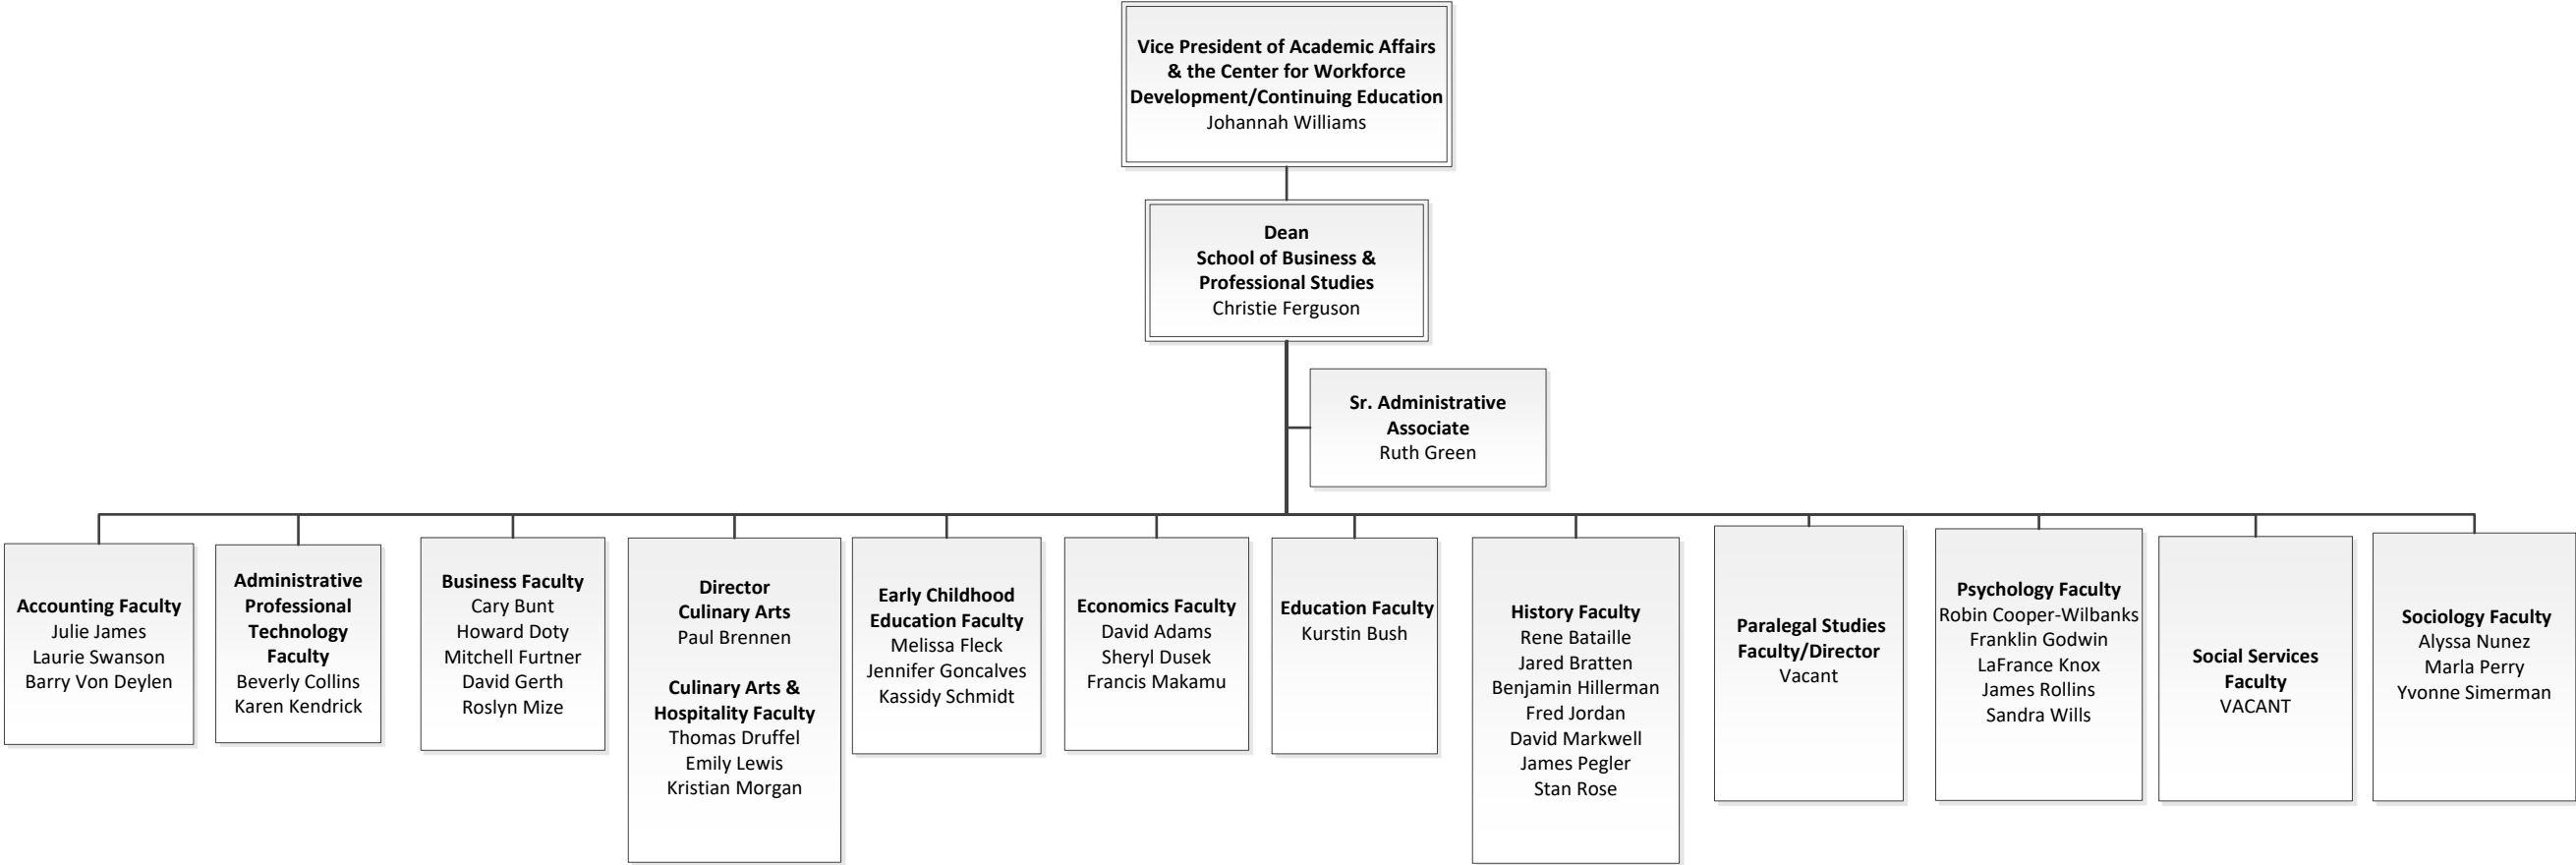 Vice President of Academic Affairs
& the Center for Workforce
Development/Continuing Education
Johannah Williams
Dean
School of Business &
Professional Studies
Christie Ferguson
Sr. Administrative
Associate
Ruth Green
Accounting Faculty
Julie James
Laurie Swanson
Barry Von Deylen
Administrative
Professional
Technology
Faculty
Beverly Collins
Karen Kendrick
Business Faculty
Cary Bunt
Howard Doty
Mitchell Furtner
David Gerth
Roslyn Mize
Director
Culinary Arts
Paul Brennen
Culinary Arts &
Hospitality Faculty
Thomas Druffel
Emily Lewis
Kristian Morgan
Early Childhood
Education Faculty
Melissa Fleck
Jennifer Goncalves
Kassidy Schmidt
Economics Faculty
David Adams
Sheryl Dusek
Francis Makamu
Education Faculty
Kurstin Bush
History Faculty
Rene Bataille
Jared Bratten
Benjamin Hillerman
Fred Jordan
David Markwell
James Pegler
Stan Rose
Paralegal Studies
Faculty/Director
Vacant
Psychology Faculty
Robin Cooper-Wilbanks
Franklin Godwin
LaFrance Knox
James Rollins
Sandra Wills
Social Services
Faculty
VACANT
Sociology Faculty
Alyssa Nunez
Marla Perry
Yvonne Simerman